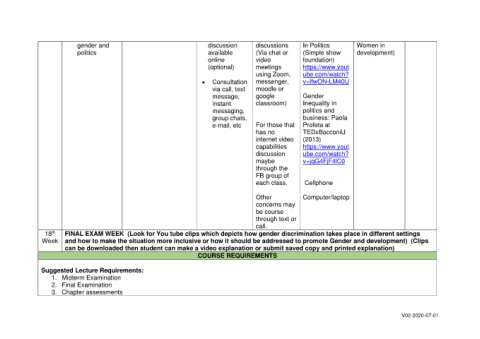 gender and
politics
discussion
available
online
(optional)
• Consultation
via call, text
message,
instant
messaging,
group chats,
e-mail, etc
discussions
(Via chat or
video
meetings
using Zoom,
messenger,
moodle or
google
classroom)
For those that
has no
internet video
capabilities
discussion
maybe
through the
FB group of
each class.
Other
concerns may
be course
through text or
call.
In Politics
(Simple show
foundation)
https://www.yout
ube.com/watch?
Gender
Inequality in
politics and
business: Paola
Profeta at
TEDxBocconiU
(2013)
https://www.yout
ube.com/watch?
Cellphone
Computer/laptop
Women in
development)
18th
Week
FINAL EXAM WEEK (Look for You tube clips which depicts how gender discrimination takes place in different settings
and how to make the situation more inclusive or how it should be addressed to promote Gender and development) (Clips
can be downloaded then student can make a video explanation or submit saved copy and printed explanation)
COURSE REQUIREMENTS
Suggested Lecture Requirements:
1. Midterm Examination
2. Final Examination
3. Chapter assessments
V02-2020-07-01